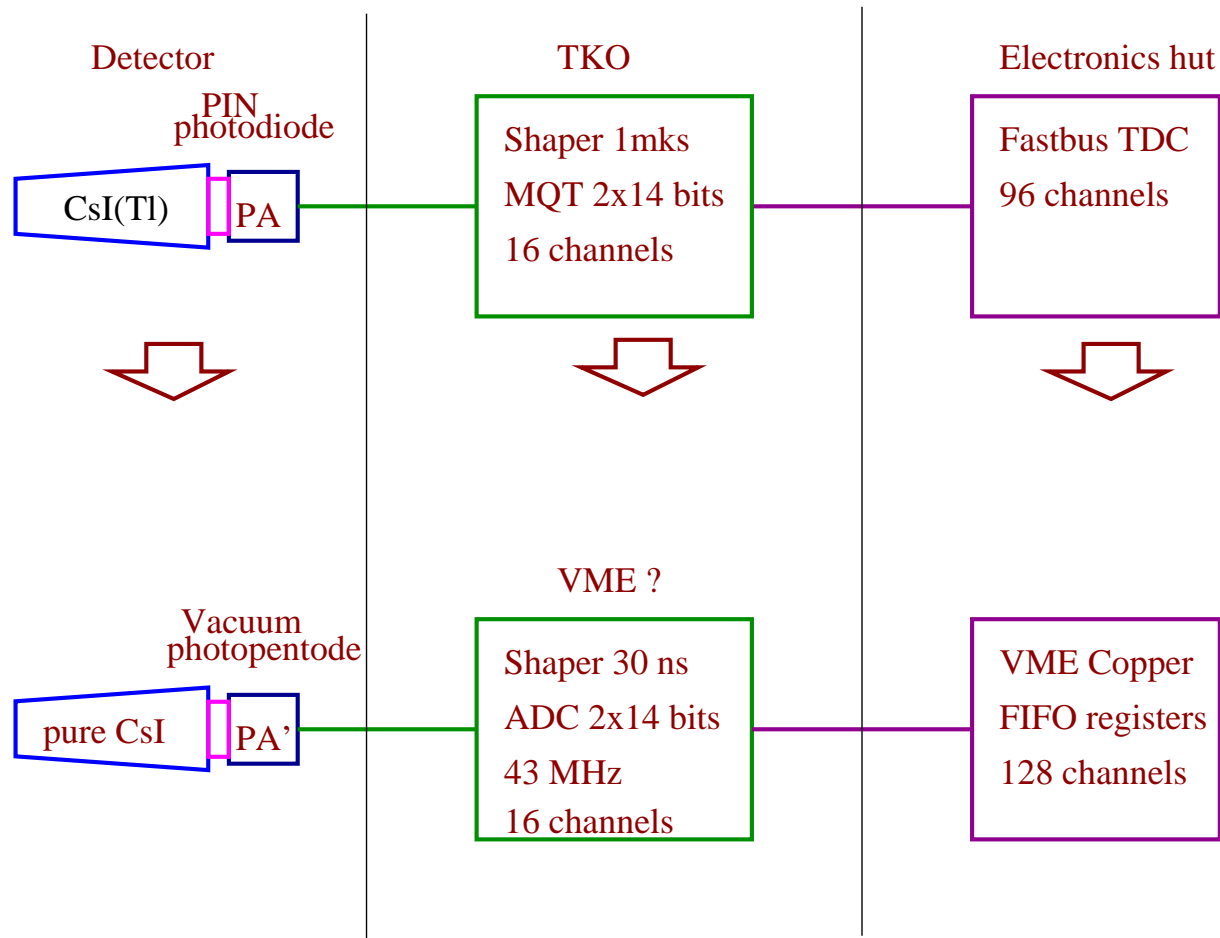 Detector
TKO
Electronics hut
PIN
photodiode
CsI(Tl)
PA
Shaper 1mks
MQT 2x14 bits
16 channels
Fastbus TDC
96 channels
VME ?
Vacuum
photopentode
pure CsI
PA’
Shaper 30 ns
ADC 2x14 bits
43 MHz
16 channels
VME Copper
FIFO registers
128 channels